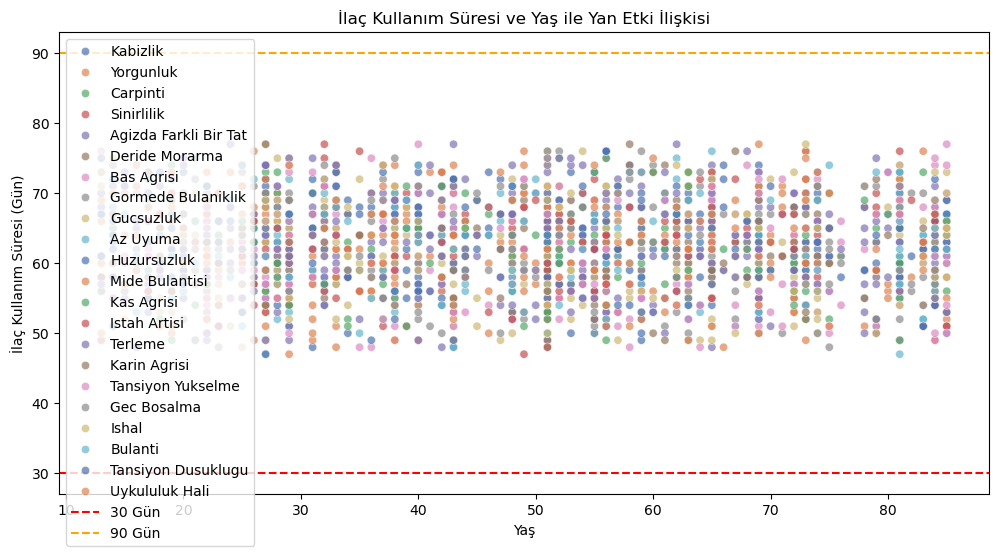 İlaç Kullanım Süresi ve Yaş ile Yan Etki İlişkisi
İlaç Kullanım Süresi (Gün)
90
80
70
60
50
40
30
Kabizlik
Yorgunluk
Carpinti
Sinirlilik
Agizda Farkli Bir Tat
Deride Morarma
Bas Agrisi
Gormede Bulaniklik
Gucsuzluk
Az Uyuma
Huzursuzluk
Mide Bulantisi
Kas Agrisi
Istah Artisi
Terleme
Karin Agrisi
Tansiyon Yukselme
Gec Bosalma
Ishal
Bulanti
Tansiyon Dusuklugu
Uykululuk Hali
30 Gün
90 Gün
10 20 30 40 50 60 70 80
Yaş